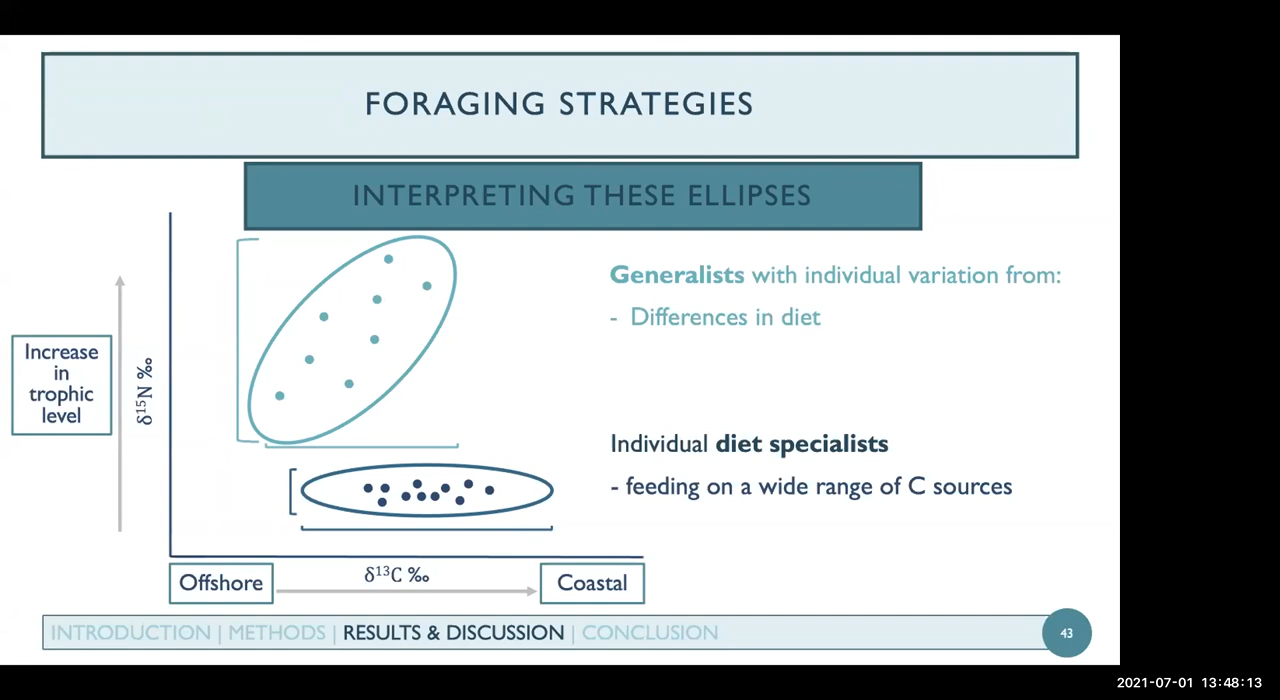 FORAGING STRATEGIES
INTERPRETING THESE ELLIPSES
Generalists with individual variation from:
- Differences in diet
Increase
in
trophic
level
δ¹⁵N ‰
Individual diet specialists
- feeding on a wide range of C sources
Offshore
δ¹³C ‰
Coastal
INTRODUCTION | METHODS | RESULTS & DISCUSSION | CONCLUSION
43
2021-07-01 13:48:13